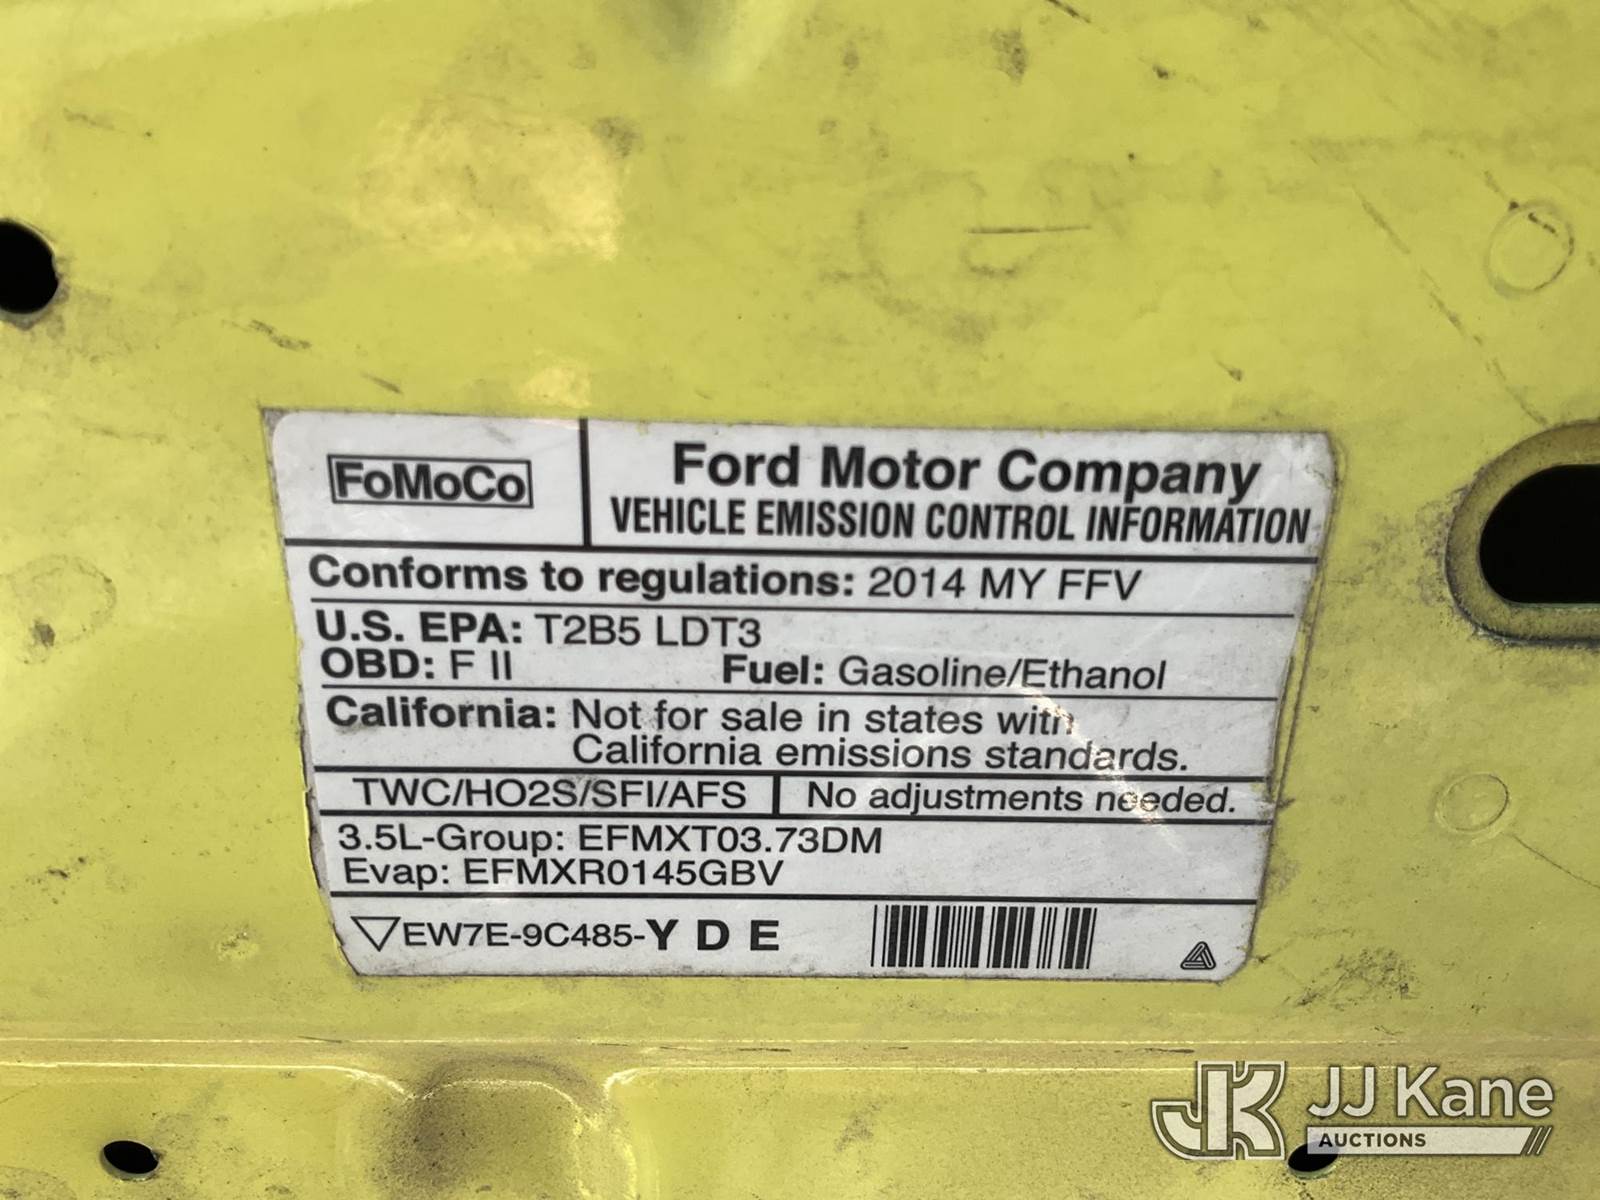 FoMoCo
Ford Motor Company
VEHICLE EMISSION CONTROL INFORMATION
Conforms to regulations: 2014 MY FFV
U.S. EPA: T2B5 LDT3
OBD: F II Fuel: Gasoline/Ethanol
California: Not for sale in states with
California emissions standards.
TWC/HO2S/SFI/AFS No adjustments needed.
3.5L-Group: EFMXT03.73DM
Evap: EFMXR0145GBV
EW7E-9C485-Y D E
JK JJ Kane
AUCTIONS